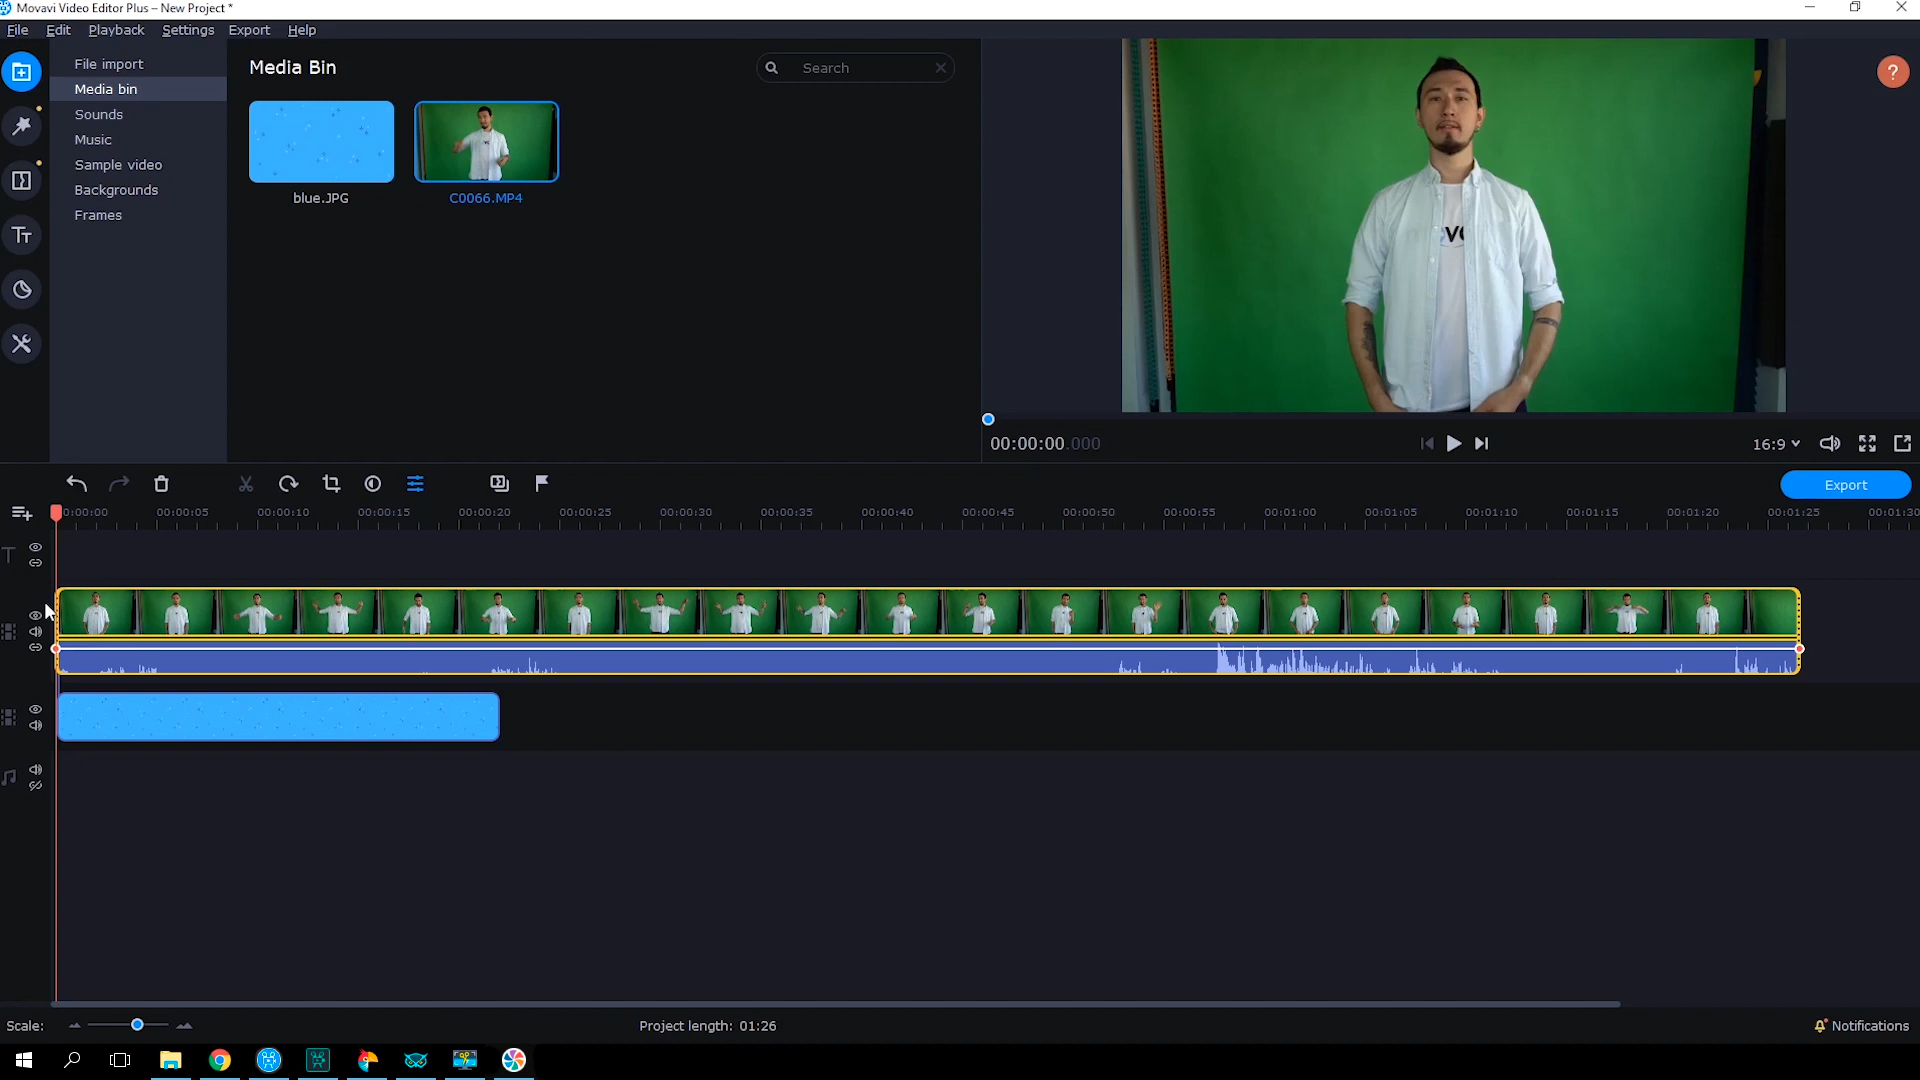 Movavi Video Editor Plus – New Project *
File Edit Playback Settings Export Help
File import
Media bin
Sounds
Music
Sample video
Backgrounds
Frames
Media Bin
Search
blue.JPG
C0066.MP4
?
00:00:00.000
16:9
Export
0:00:00 00:00:05 00:00:10 00:00:15 00:00:20 00:00:25 00:00:30 00:00:35 00:00:40 00:00:45 00:00:50 00:00:55 00:01:00 00:01:05 00:01:10 00:01:15 00:01:20 00:01:25 00:01:30
Scale:
Project length: 01:26
Notifications